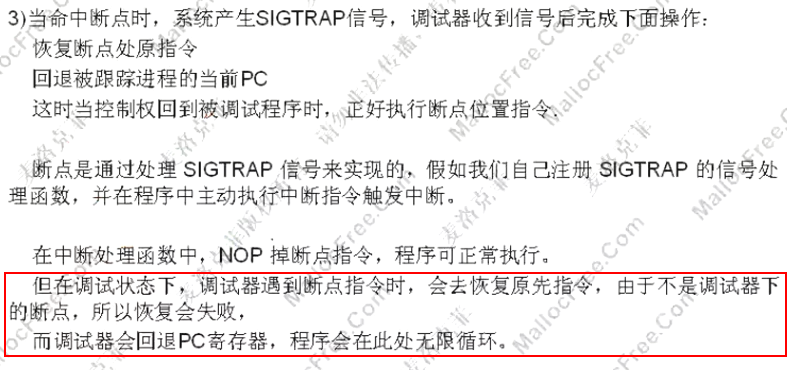 3)当命中断点时，系统产生SIGTRAP信号，调试器收到信号后完成下面操作：
恢复断点处原指令
回退被跟踪进程的当前PC
这时当控制权回到被调试程序时，正好执行断点位置指令.
断点是通过处理 SIGTRAP 信号来实现的，假如我们自己注册 SIGTRAP 的信号处
理函数，并在程序中主动执行中断指令触发中断。
在中断处理函数中，NOP 掉断点指令，程序可正常执行。
但在调试状态下，调试器遇到断点指令时，会去恢复原先指令，由于不是调试器下
的断点，所以恢复会失败，
而调试器会回退PC寄存器，程序会在此处无限循环。